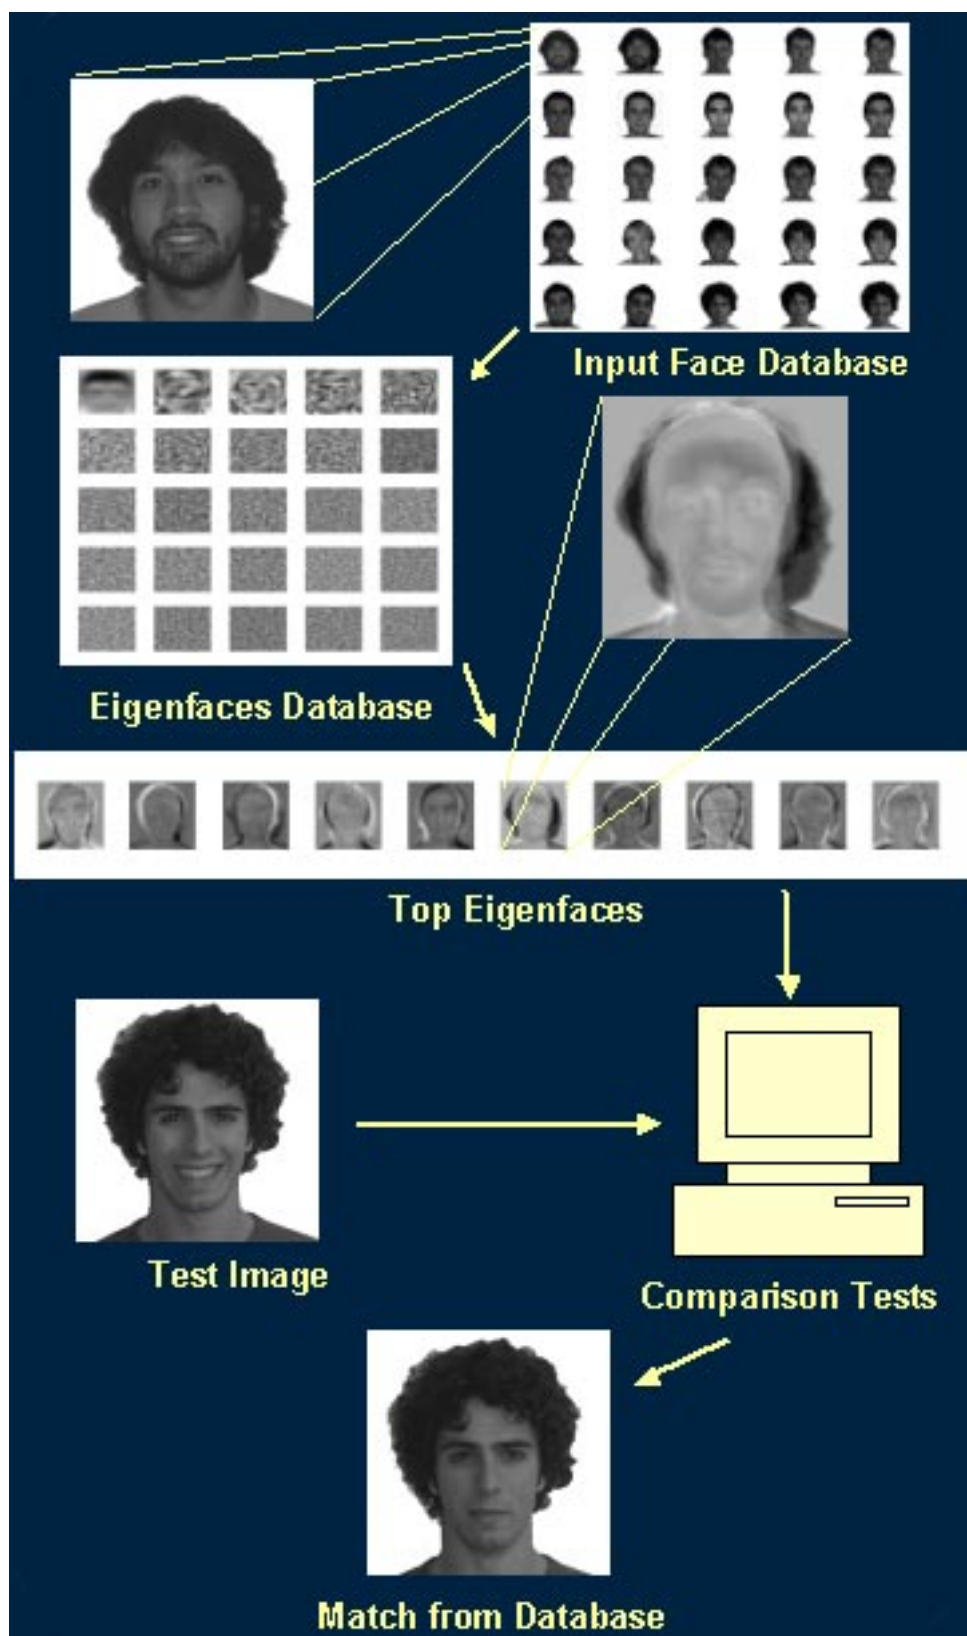 Input Face Database
Eigenfaces Database
Top Eigenfaces
Test Image
Comparison Tests
Match from Database